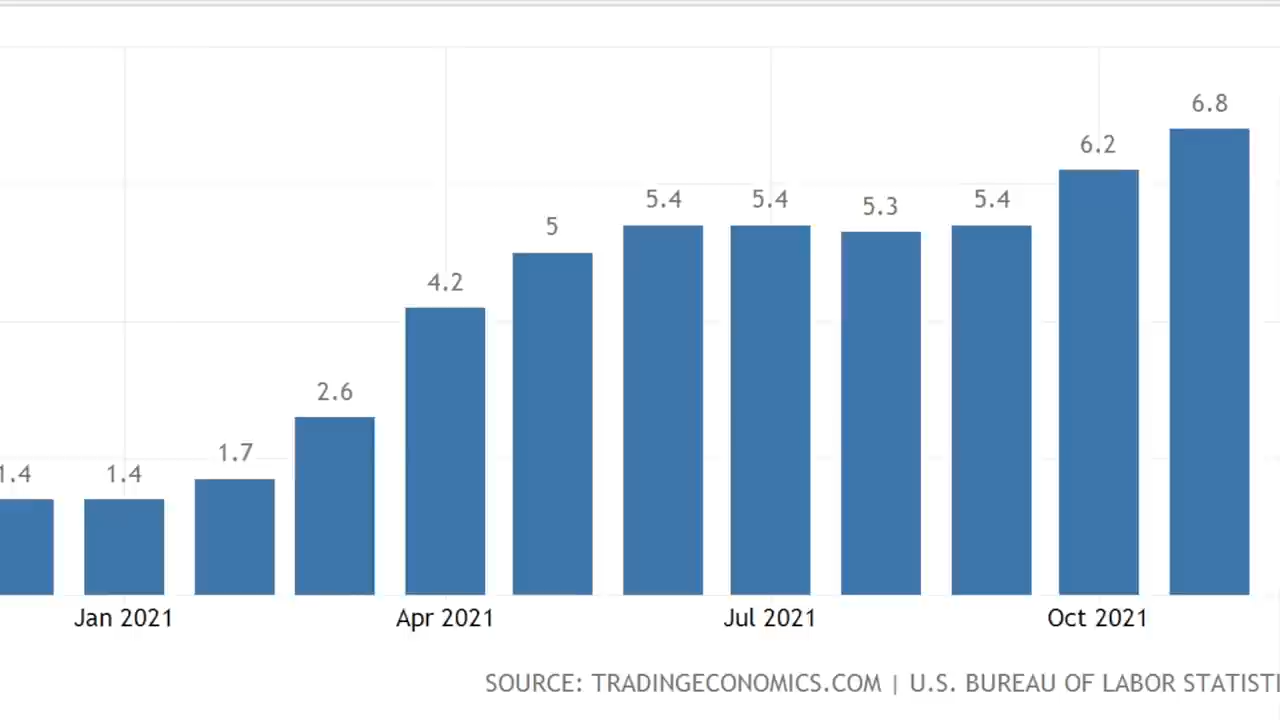 6.8
6.2
5.4 5.4 5.3 5.4
5
4.2
2.6
1.7
1.4 1.4
Jan 2021 Apr 2021 Jul 2021 Oct 2021
SOURCE: TRADINGECONOMICS.COM | U.S. BUREAU OF LABOR STATISTI